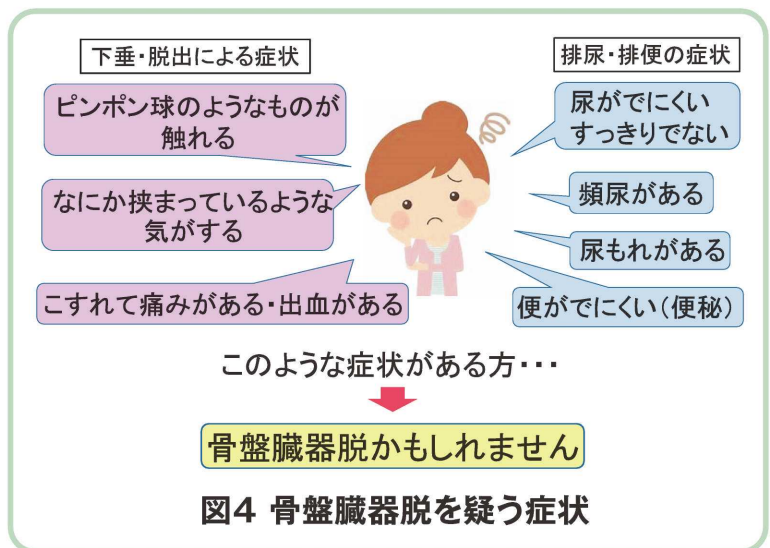 下垂・脱出による症状
ピンポン球のようなものが
触れる
なにか挟まっているような
気がする
こすれて痛みがある・出血がある
排尿・排便の症状
尿がでにくい
すっきりでない
頻尿がある
尿もれがある
便がでにくい(便秘)
このような症状がある方・・・
骨盤臓器脱かもしれません
図4 骨盤臓器脱を疑う症状